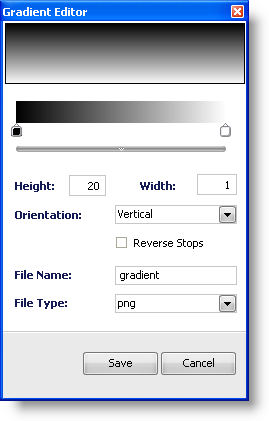 Gradient Editor
Height: 20 Width: 1
Orientation: Vertical
Reverse Stops
File Name: gradient
File Type: png
Save Cancel